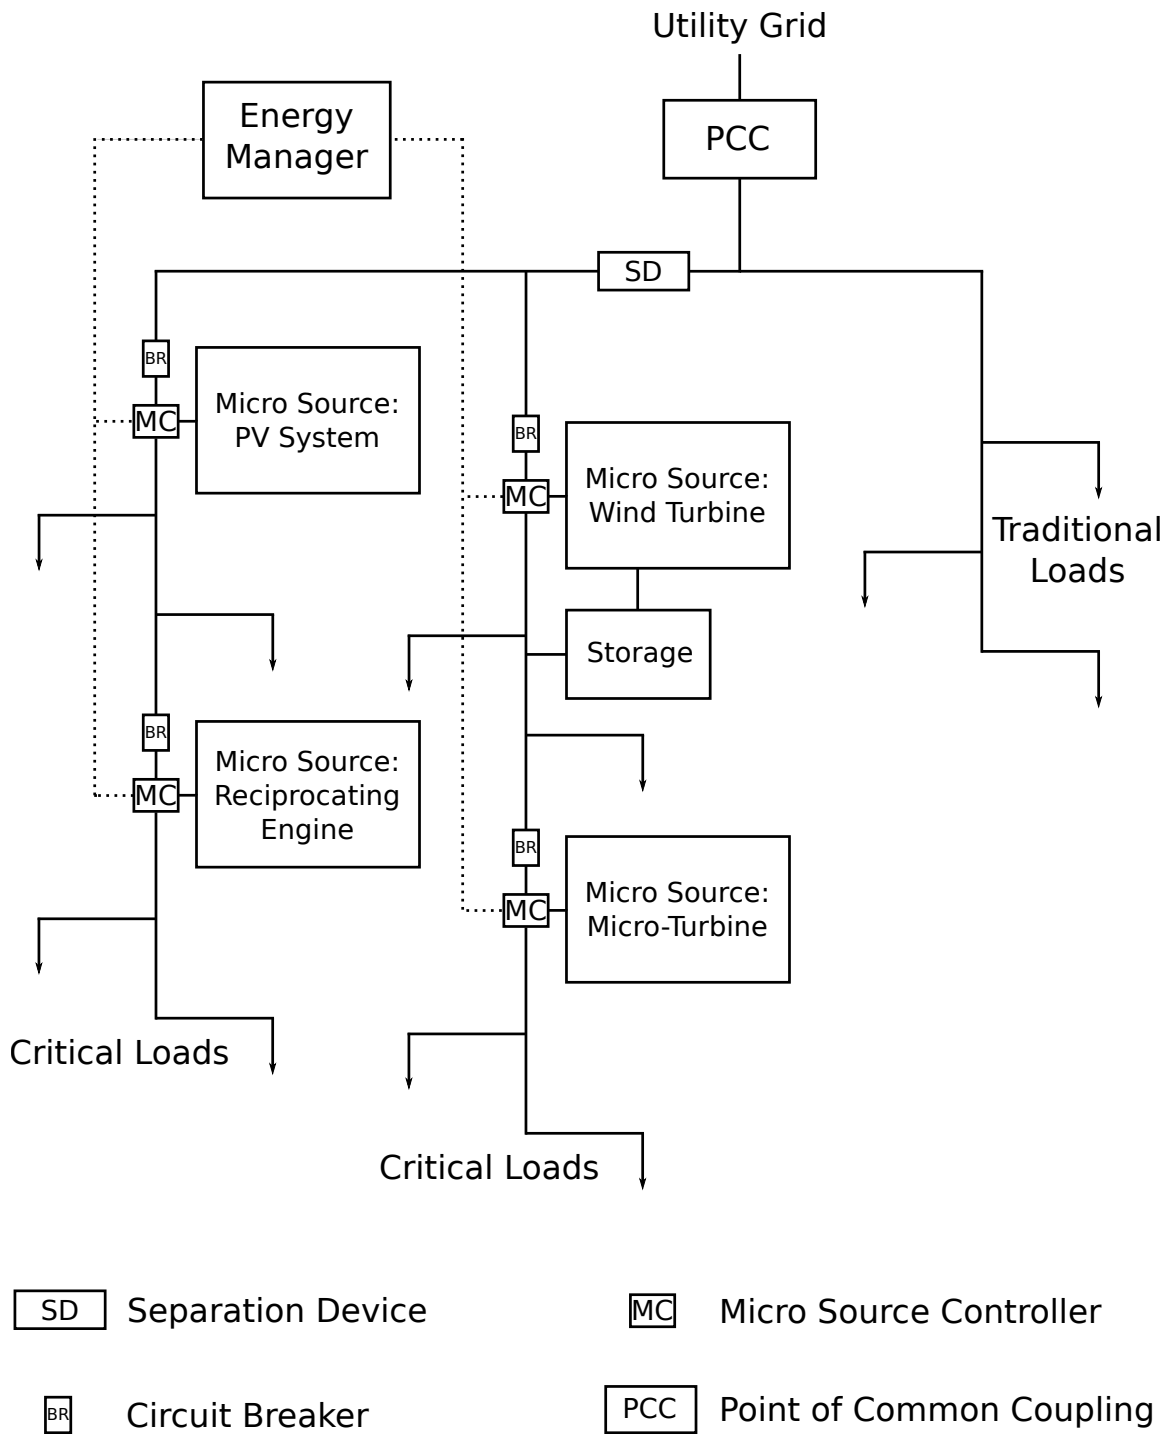 Utility Grid
Energy
Manager
PCC
SD
BR
Micro Source:
PV System
MC
BR
Micro Source:
Wind Turbine
MC
Traditional
Loads
Storage
BR
Micro Source:
Reciprocating
Engine
MC
BR
Micro Source:
Micro-Turbine
MC
Critical Loads
Critical Loads
SD Separation Device
MC Micro Source Controller
BR Circuit Breaker
PCC Point of Common Coupling